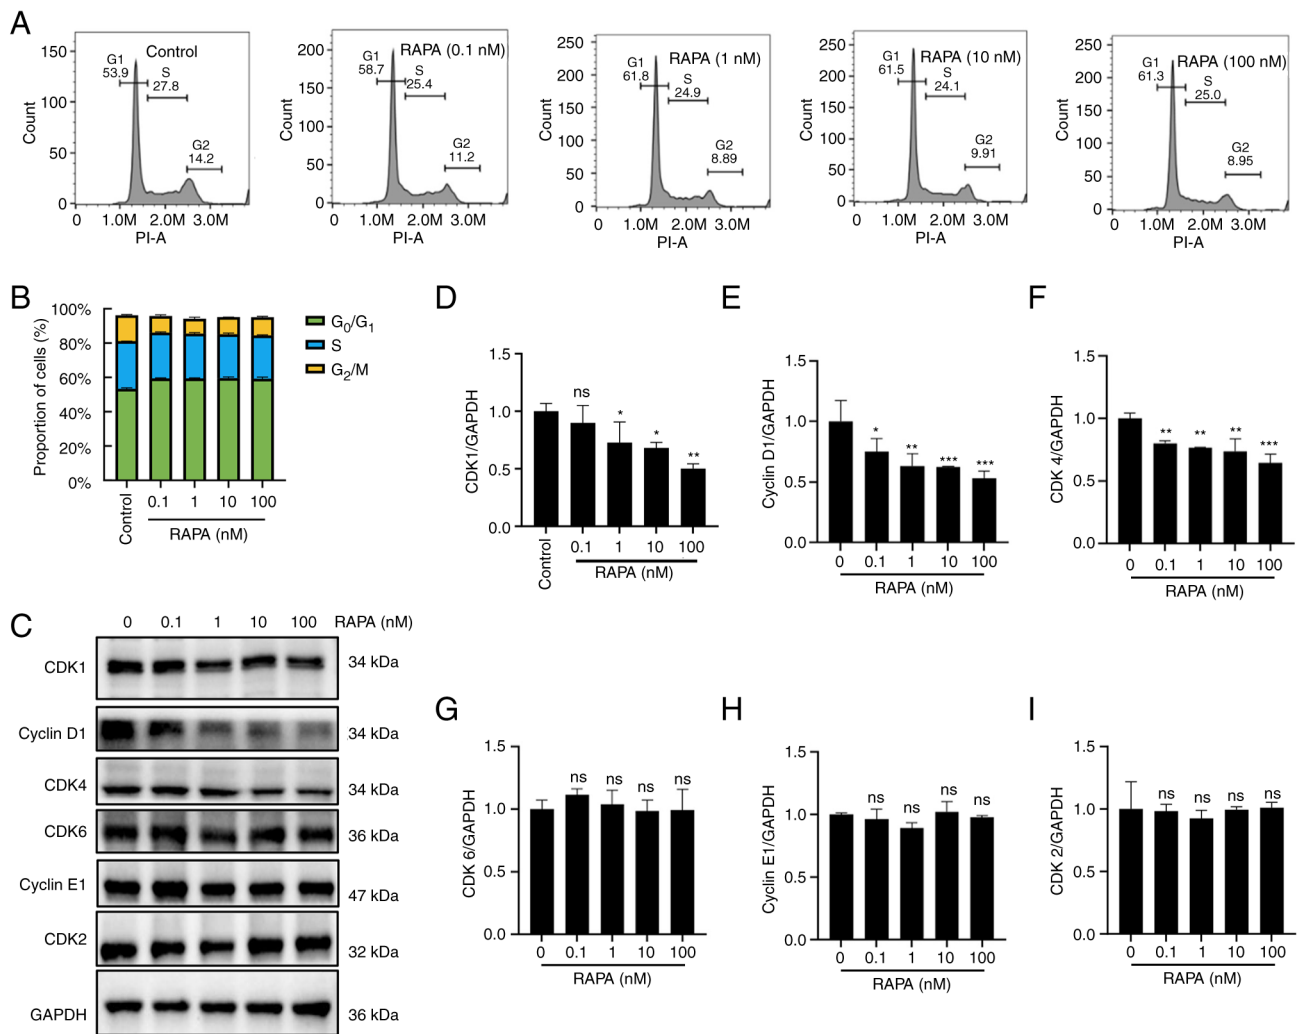 A
Control
G1
53.9
S
27.8
G2
14.2
150
100
50
0
Count
0
1.0M
2.0M
3.0M
PI-A
RAPA (0.1 nM)
G1
58.7
S
25.4
G2
11.2
200
150
100
50
0
Count
0
1.0M
2.0M
3.0M
PI-A
RAPA (1 nM)
G1
61.8
S
24.9
G2
8.89
250
200
150
100
50
0
Count
0
1.0M
2.0M
3.0M
PI-A
RAPA (10 nM)
G1
61.5
S
24.1
G2
9.91
250
200
150
100
50
0
Count
0
1.0M
2.0M
3.0M
PI-A
RAPA (100 nM)
G1
61.3
S
25.0
G2
8.95
250
200
150
100
50
0
Count
0
1.0M
2.0M
3.0M
PI-A
B
Proportion of cells (%)
100%
80%
60%
40%
20%
0%
Control
0.1
1
10
100
RAPA (nM)
G0/G1
S
G2/M
D
CDK1/GAPDH
1.5
1.0
0.5
0.0
ns
*
*
**
Control
0.1
1
10
100
RAPA (nM)
E
Cyclin D1/GAPDH
1.5
1.0
0.5
0.0
*
**
***
***
0
0.1
1
10
100
RAPA (nM)
F
CDK 4/GAPDH
1.5
1.0
0.5
0.0
**
**
**
***
0
0.1
1
10
100
RAPA (nM)
C
0 0.1 1 10 100 RAPA (nM)
CDK1 34 kDa
Cyclin D1 34 kDa
CDK4 34 kDa
CDK6 36 kDa
Cyclin E1 47 kDa
CDK2 32 kDa
GAPDH 36 kDa
G
CDK 6/GAPDH
1.5
1.0
0.5
0.0
ns
ns
ns
ns
0
0.1
1
10
100
RAPA (nM)
H
Cyclin E1/GAPDH
1.5
1.0
0.5
0.0
ns
ns
ns
ns
0
0.1
1
10
100
RAPA (nM)
I
CDK 2/GAPDH
1.5
1.0
0.5
0.0
ns
ns
ns
ns
0
0.1
1
10
100
RAPA (nM)